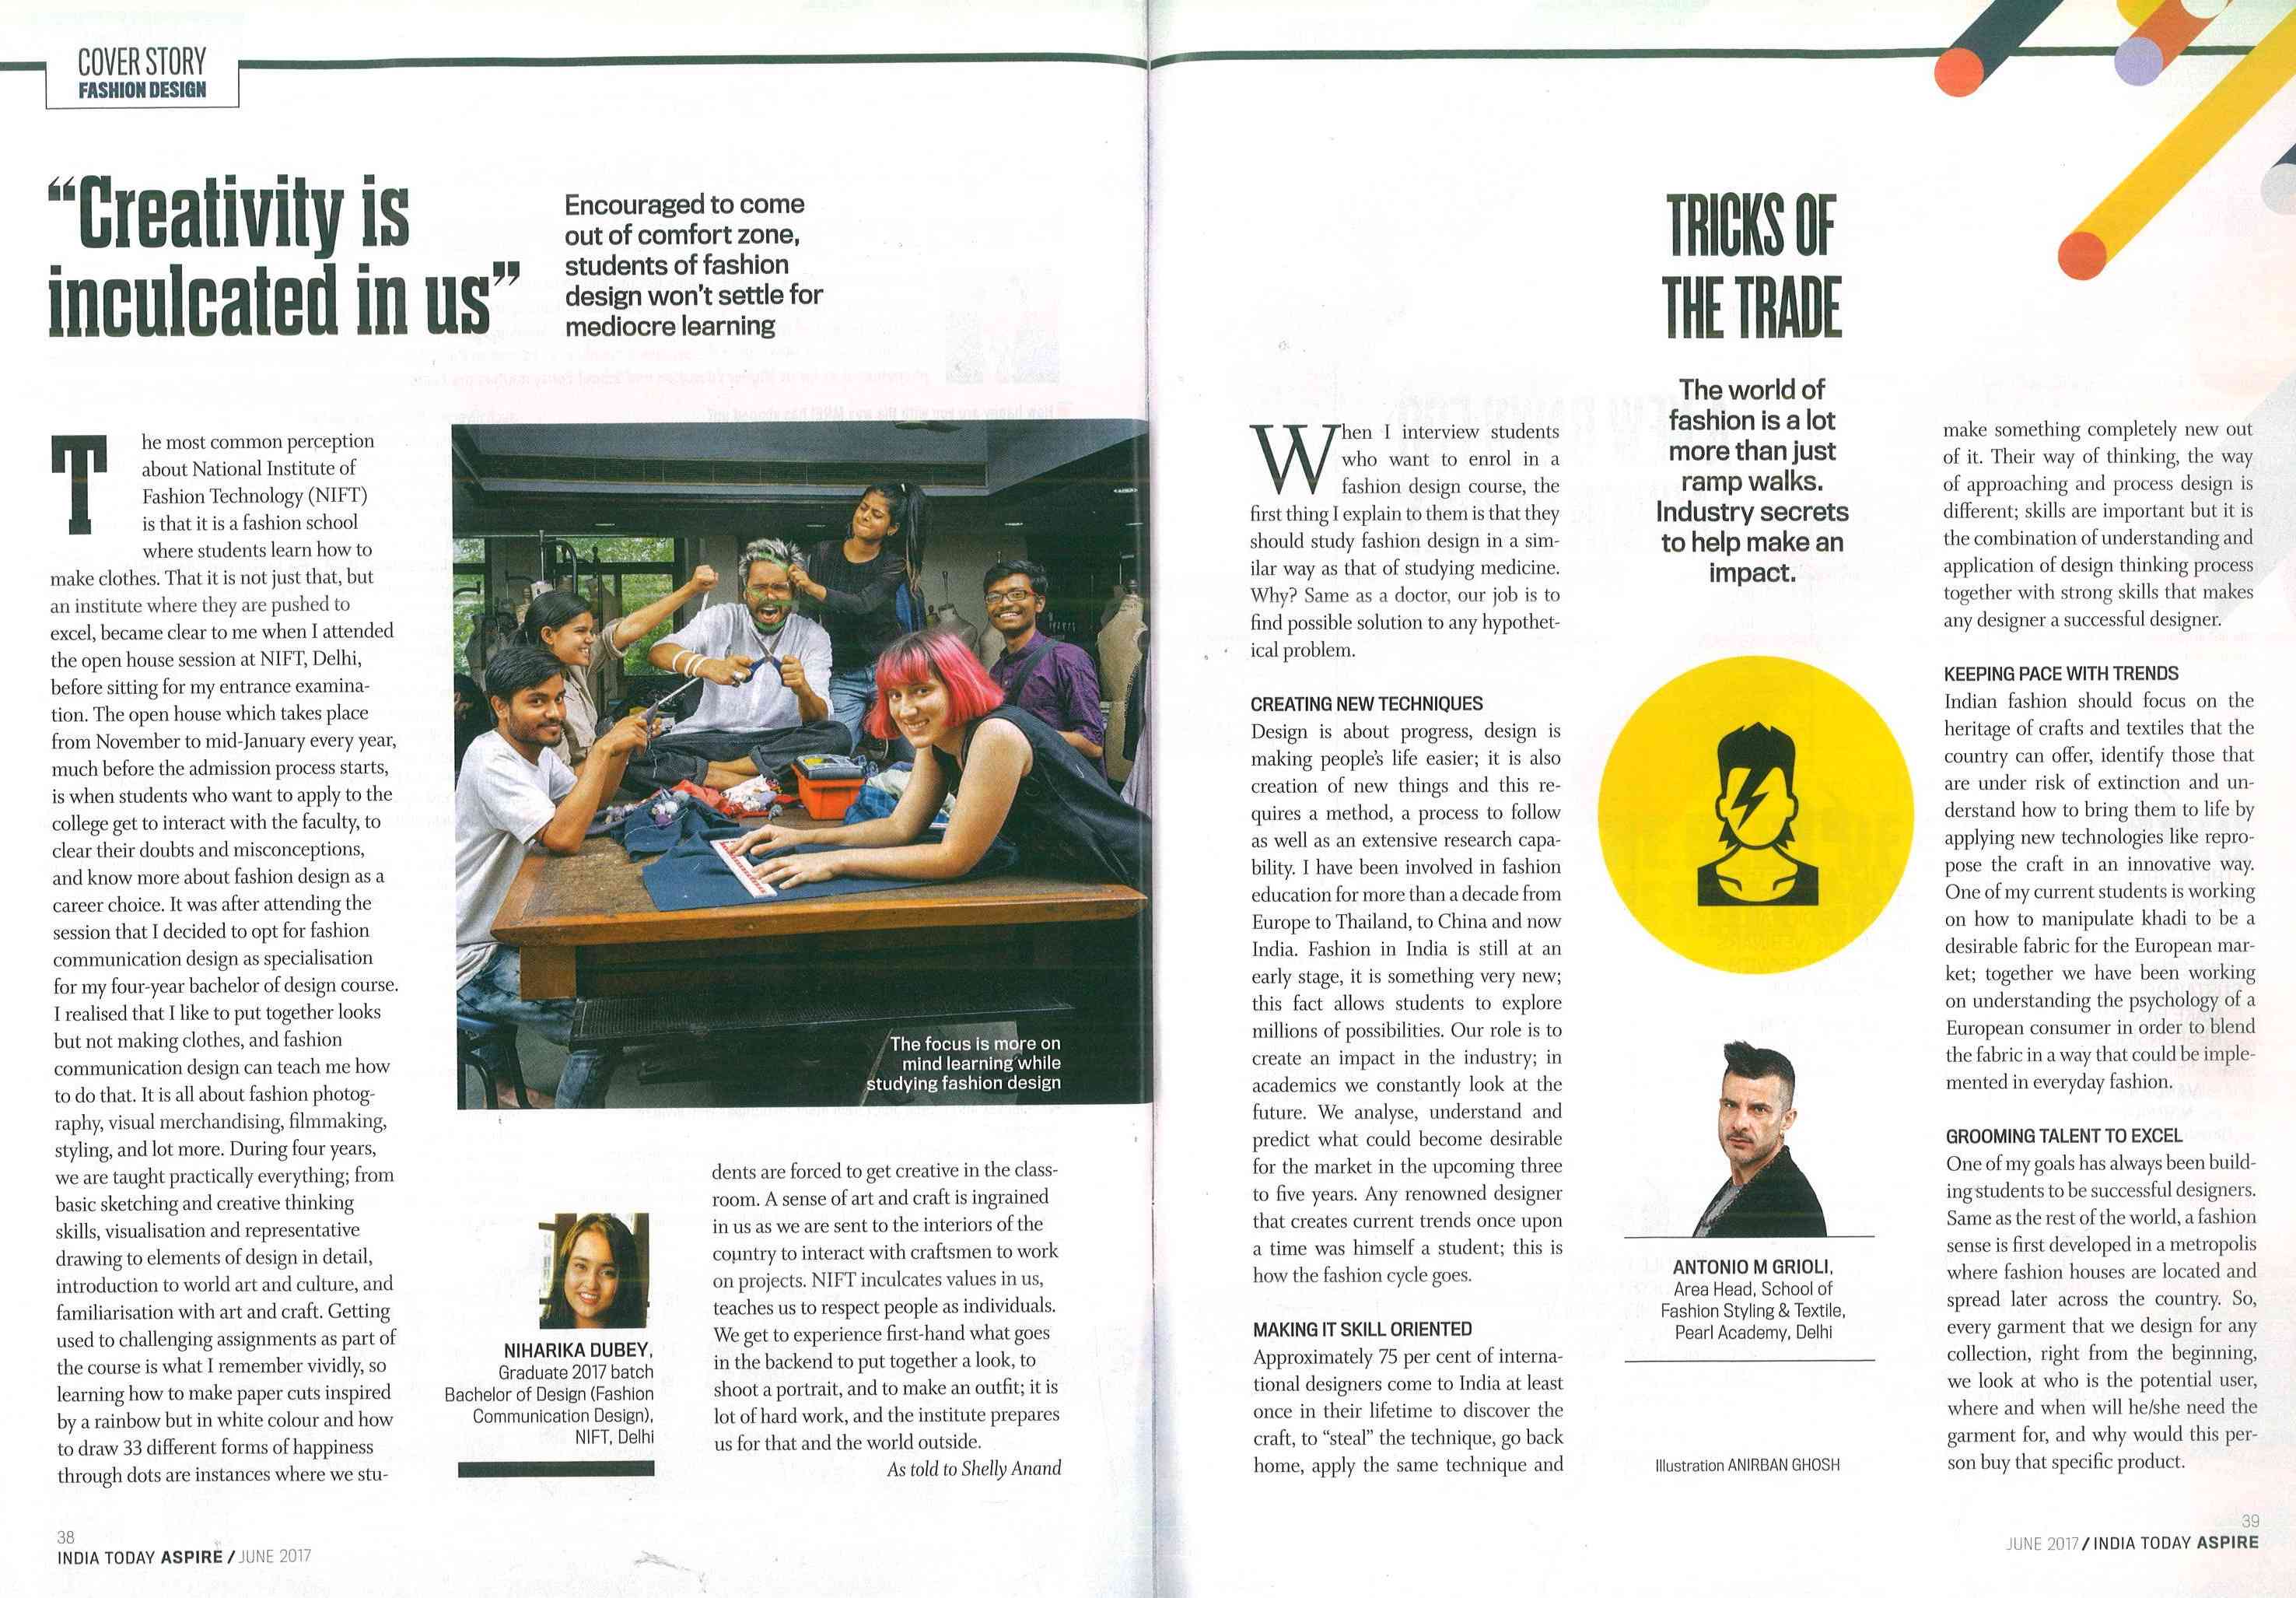 COVER STORY
FASHION DESIGN
“Creativity is
inculcated in us”
Encouraged to come
out of comfort zone,
students of fashion
design won't settle for
mediocre learning
The most common perception
about National Institute of
Fashion Technology (NIFT)
is that it is a fashion school
where students learn how to
make clothes. That it is not just that, but
an institute where they are pushed to
excel, became clear to me when I attended
the open house session at NIFT, Delhi,
before sitting for my entrance examina-
tion. The open house which takes place
from November to mid-January every year,
much before the admission process starts,
is when students who want to apply to the
college get to interact with the faculty, to
clear their doubts and misconceptions,
and know more about fashion design as a
career choice. It was after attending the
session that I decided to opt for fashion
communication design as specialisation
for my four-year bachelor of design course.
I realised that I like to put together looks
but not making clothes, and fashion
communication design can teach me how
to do that. It is all about fashion photog-
raphy, visual merchandising, filmmaking,
styling, and lot more. During four years,
we are taught practically everything; from
basic sketching and creative thinking
skills, visualisation and representative
drawing to elements of design in detail,
introduction to world art and culture, and
familiarisation with art and craft. Getting
used to challenging assignments as part of
the course is what I remember vividly, so
learning how to make paper cuts inspired
by a rainbow but in white colour and how
to draw 33 different forms of happiness
through dots are instances where we stu-
The focus is more on
mind learning while
studying fashion design
NIHARIKA DUBEY,
Graduate 2017 batch
Bachelor of Design (Fashion
Communication Design),
NIFT, Delhi
dents are forced to get creative in the class-
room. A sense of art and craft is ingrained
in us as we are sent to the interiors of the
country to interact with craftsmen to work
on projects. NIFT inculcates values in us,
teaches us to respect people as individuals.
We get to experience first-hand what goes
in the backend to put together a look, to
shoot a portrait, and to make an outfit; it is
lot of hard work, and the institute prepares
us for that and the world outside.
As told to Shelly Anand
38
INDIA TODAY ASPIRE / JUNE 2017
TRICKS OF
THE TRADE
The world of
fashion is a lot
more than just
ramp walks.
Industry secrets
to help make an
impact.
When I interview students
who want to enrol in a
fashion design course, the
first thing I explain to them is that they
should study fashion design in a sim-
ilar way as that of studying medicine.
Why? Same as a doctor, our job is to
find possible solution to any hypothet-
ical problem.
CREATING NEW TECHNIQUES
Design is about progress, design is
making people's life easier; it is also
creation of new things and this re-
quires a method, a process to follow
as well as an extensive research capa-
bility. I have been involved in fashion
education for more than a decade from
Europe to Thailand, to China and now
India. Fashion in India is still at an
early stage, it is something very new;
this fact allows students to explore
millions of possibilities. Our role is to
create an impact in the industry; in
academics we constantly look at the
future. We analyse, understand and
predict what could become desirable
for the market in the upcoming three
to five years. Any renowned designer
that creates current trends once upon
a time was himself a student; this is
how the fashion cycle goes.
MAKING IT SKILL ORIENTED
Approximately 75 per cent of interna-
tional designers come to India at least
once in their lifetime to discover the
craft, to “steal” the technique, go back
home, apply the same technique and
ANTONIO M GRIOLI,
Area Head, School of
Fashion Styling & Textile,
Pearl Academy, Delhi
Illustration ANIRBAN GHOSH
make something completely new out
of it. Their way of thinking, the way
of approaching and process design is
different; skills are important but it is
the combination of understanding and
application of design thinking process
together with strong skills that makes
any designer a successful designer.
KEEPING PACE WITH TRENDS
Indian fashion should focus on the
heritage of crafts and textiles that the
country can offer, identify those that
are under risk of extinction and un-
derstand how to bring them to life by
applying new technologies like repro-
pose the craft in an innovative way.
One of my current students is working
on how to manipulate khadi to be a
desirable fabric for the European mar-
ket; together we have been working
on understanding the psychology of a
European consumer in order to blend
the fabric in a way that could be imple-
mented in everyday fashion.
GROOMING TALENT TO EXCEL
One of my goals has always been build-
ing students to be successful designers.
Same as the rest of the world, a fashion
sense is first developed in a metropolis
where fashion houses are located and
spread later across the country. So,
every garment that we design for any
collection, right from the beginning,
we look at who is the potential user,
where and when will he/she need the
garment for, and why would this per-
son buy that specific product.
39
JUNE 2017 / INDIA TODAY ASPIRE